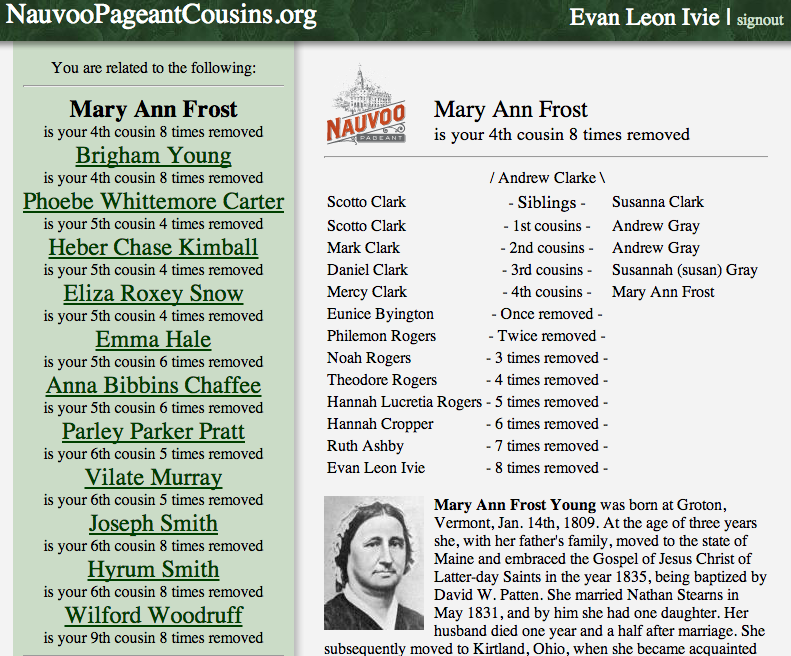 NauvooPageantCousins.org
Evan Leon Ivie | signout
You are related to the following:
Mary Ann Frost
is your 4th cousin 8 times removed
Brigham Young
is your 4th cousin 8 times removed
Phoebe Whittemore Carter
is your 5th cousin 4 times removed
Heber Chase Kimball
is your 5th cousin 4 times removed
Eliza Roxey Snow
is your 5th cousin 4 times removed
Emma Hale
is your 5th cousin 6 times removed
Anna Bibbins Chaffee
is your 5th cousin 6 times removed
Parley Parker Pratt
is your 6th cousin 5 times removed
Vilate Murray
is your 6th cousin 5 times removed
Joseph Smith
is your 6th cousin 8 times removed
Hyrum Smith
is your 6th cousin 8 times removed
Wilford Woodruff
is your 9th cousin 8 times removed
NAUVOO
PAGEANT
Mary Ann Frost
is your 4th cousin 8 times removed
/ Andrew Clarke \
Scotto Clark - Siblings - Susanna Clark
Scotto Clark - 1st cousins - Andrew Gray
Mark Clark - 2nd cousins - Andrew Gray
Daniel Clark - 3rd cousins - Susannah (susan) Gray
Mercy Clark - 4th cousins - Mary Ann Frost
Eunice Byington - Once removed -
Philemon Rogers - Twice removed -
Noah Rogers - 3 times removed -
Theodore Rogers - 4 times removed -
Hannah Lucretia Rogers - 5 times removed -
Hannah Cropper - 6 times removed -
Ruth Ashby - 7 times removed -
Evan Leon Ivie - 8 times removed -
Mary Ann Frost Young was born at Groton,
Vermont, Jan. 14th, 1809. At the age of three years
she, with her father's family, moved to the state of
Maine and embraced the Gospel of Jesus Christ of
Latter-day Saints in the year 1835, being baptized by
David W. Patten. She married Nathan Stearns in
May 1831, and by him she had one daughter. Her
husband died one year and a half after marriage. She
subsequently moved to Kirtland, Ohio, when she became acquainted